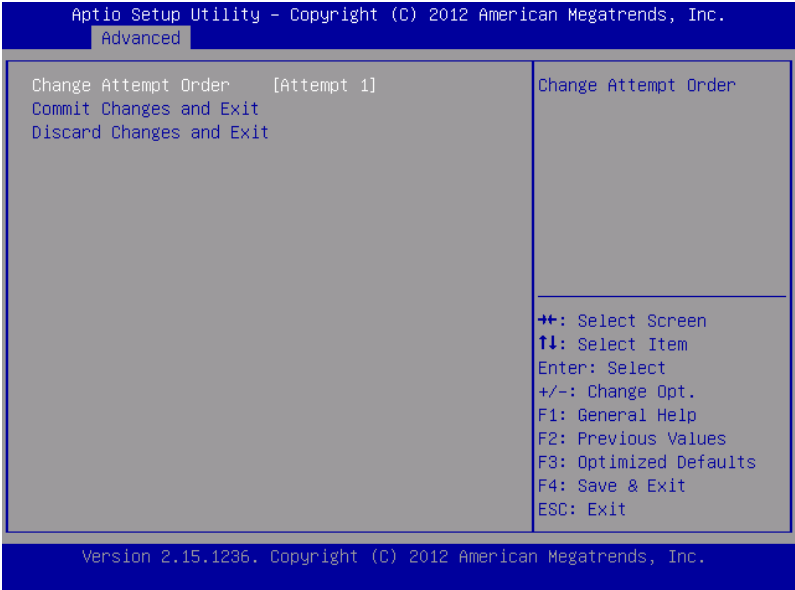 Aptio Setup Utility – Copyright (C) 2012 American Megatrends, Inc.
Advanced
Change Attempt Order [Attempt 1]
Commit Changes and Exit
Discard Changes and Exit
Change Attempt Order
→←: Select Screen
↑↓: Select Item
Enter: Select
+/-: Change Opt.
F1: General Help
F2: Previous Values
F3: Optimized Defaults
F4: Save & Exit
ESC: Exit
Version 2.15.1236. Copyright (C) 2012 American Megatrends, Inc.